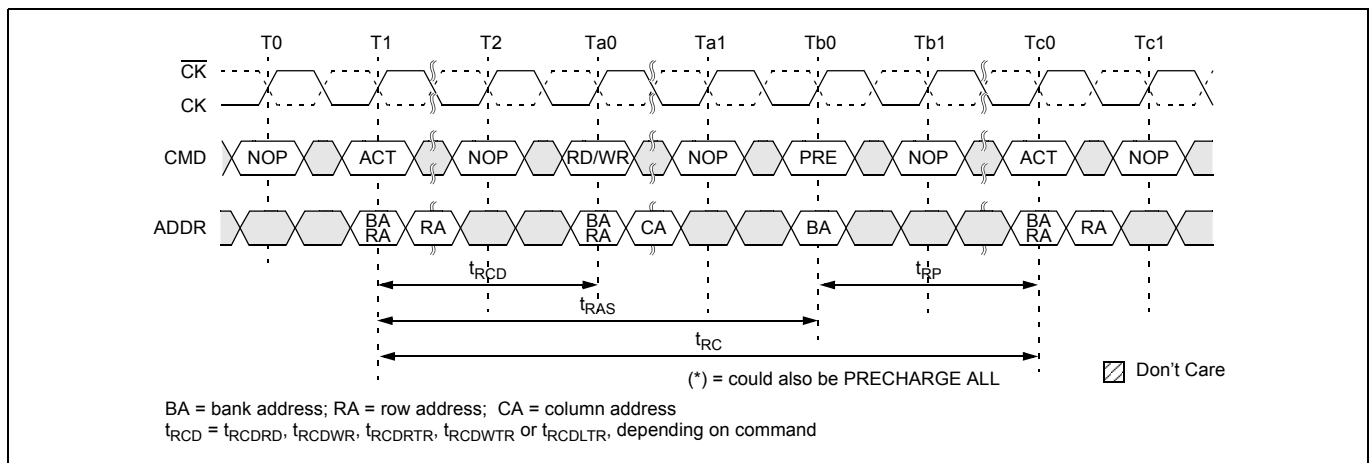 T0 T1 T2 Ta0 Ta1 Tb0 Tb1 Tc0 Tc1
CK
CK
CMD NOP ACT NOP RD/WR NOP PRE NOP ACT NOP
ADDR BA RA RA BA RA CA BA BA RA RA
tRCD tRP
tRAS
tRC
(*) = could also be PRECHARGE ALL Don't Care
BA = bank address; RA = row address; CA = column address
tRCD = tRCDRD, tRCDWR, tRCDRTR, tRCDWTR or tRCDLTR, depending on command